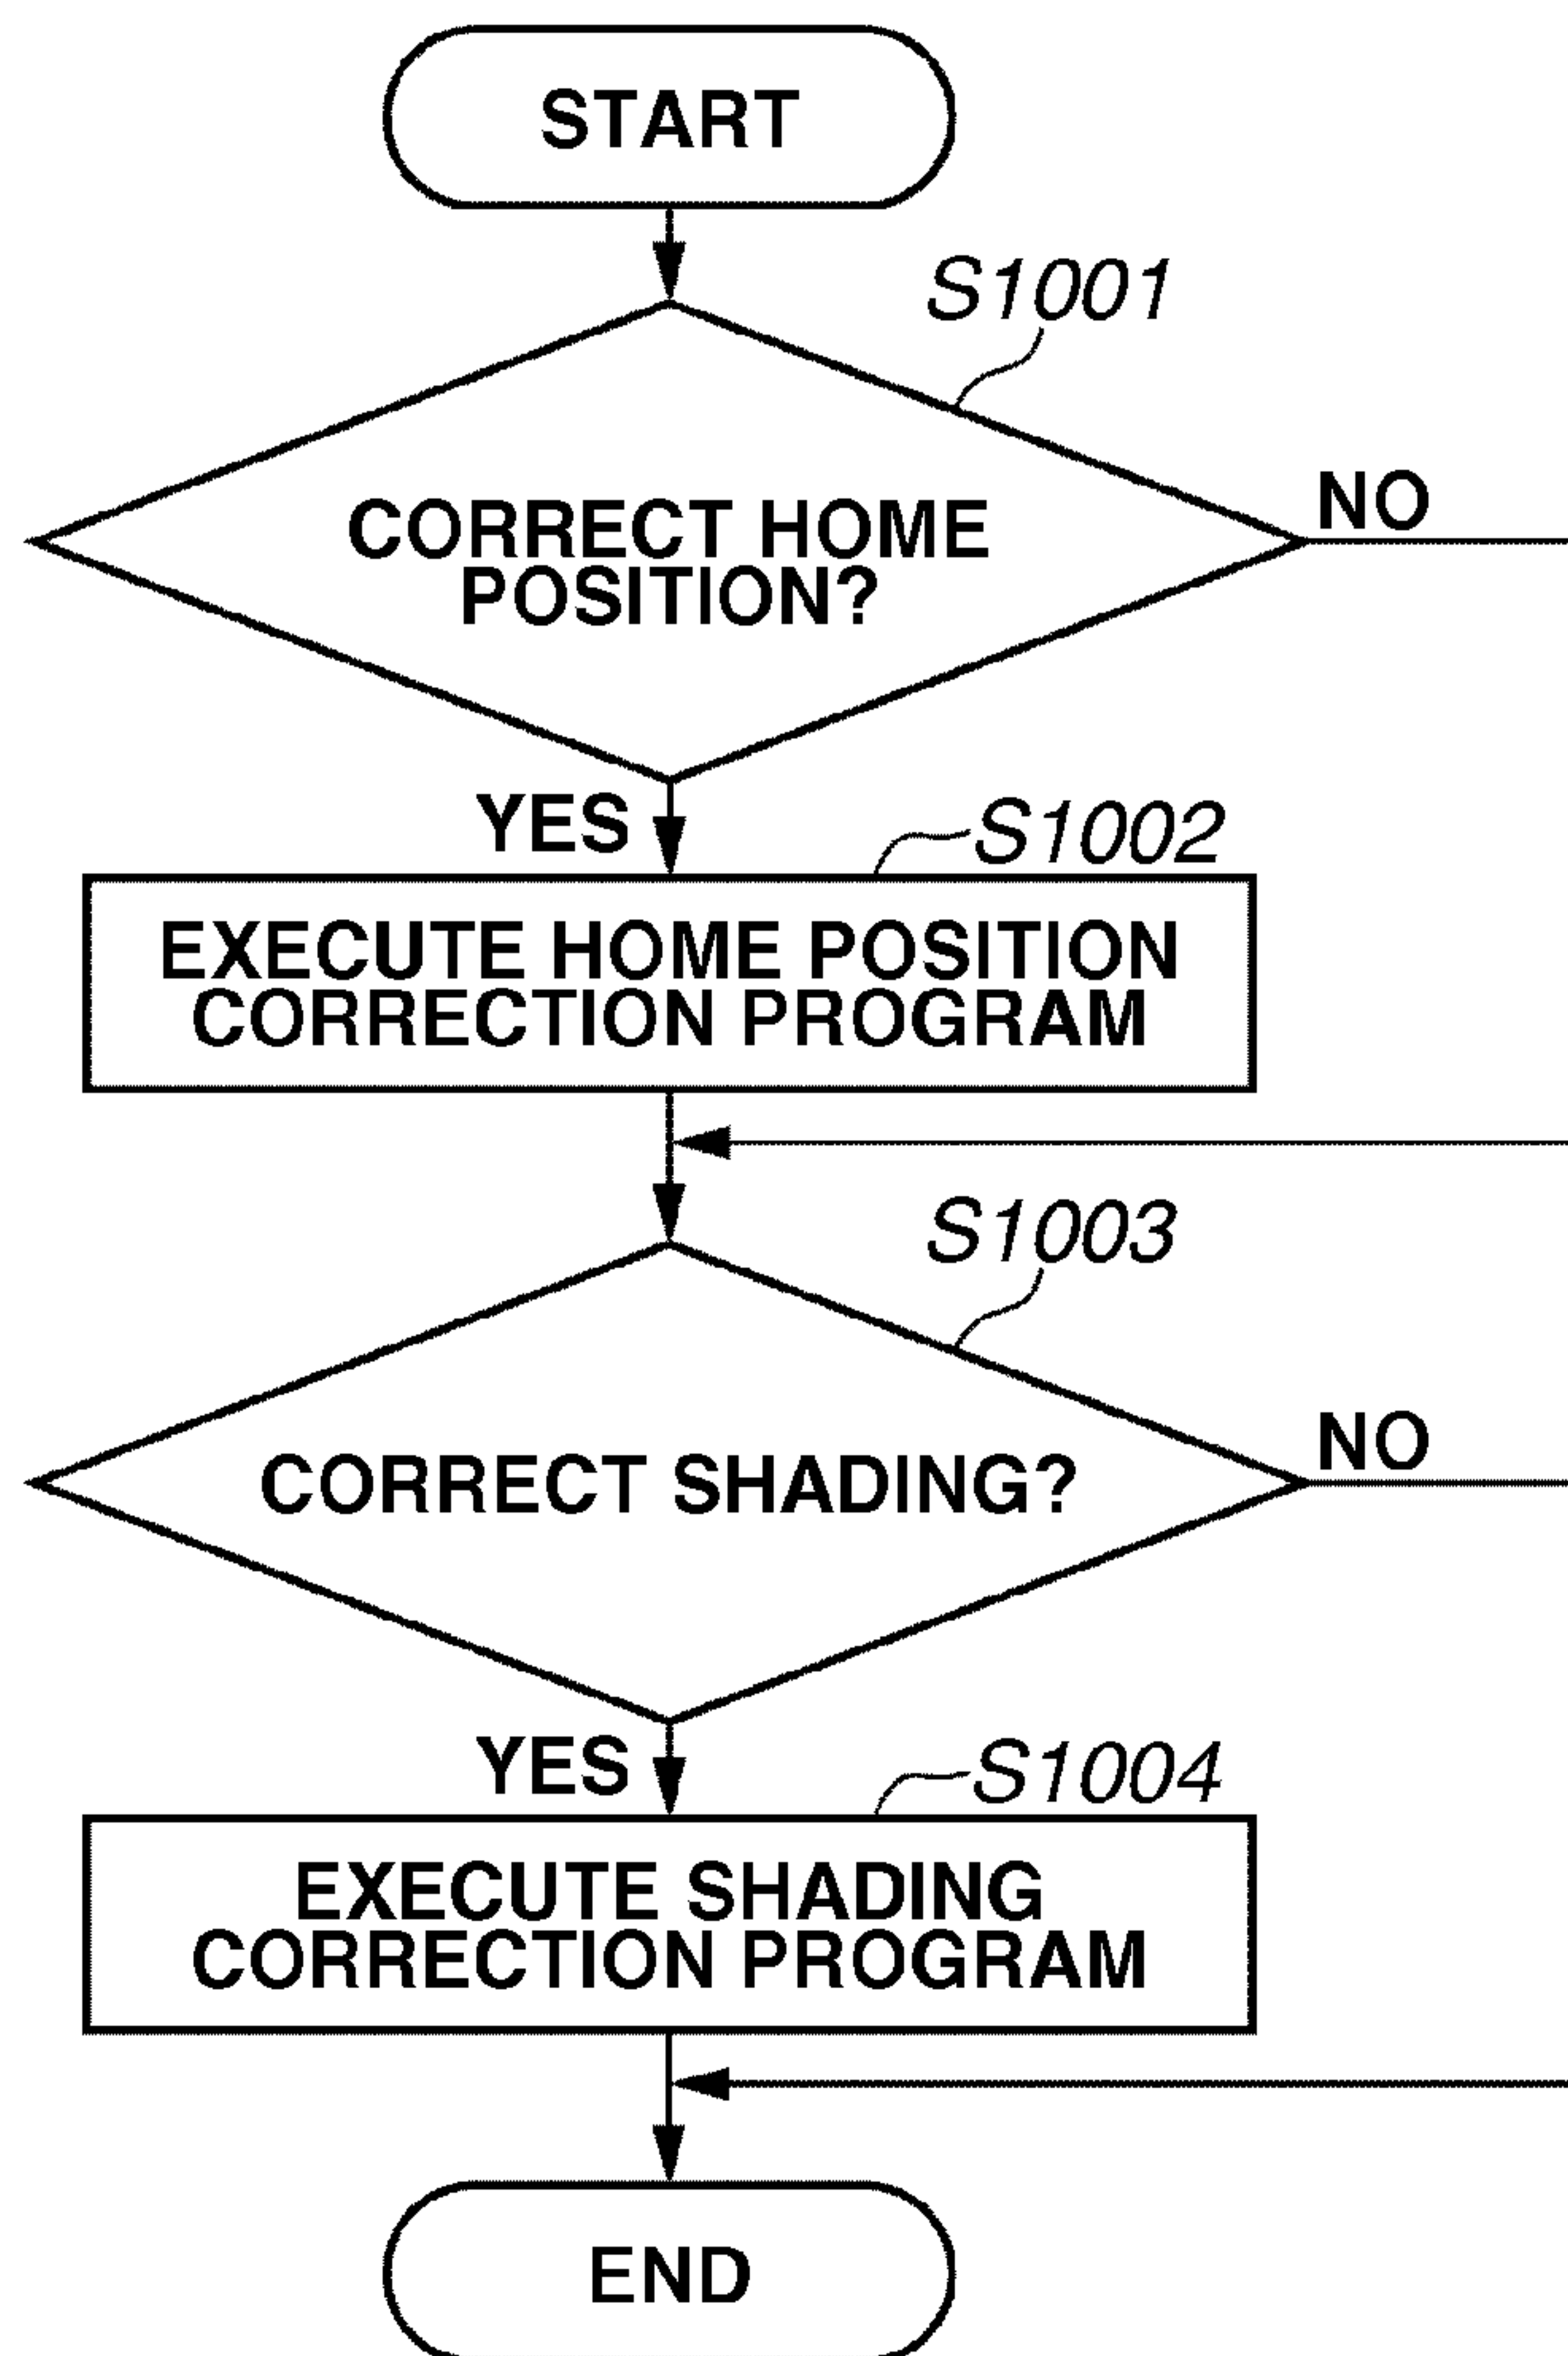 START
S1001
CORRECT HOME
POSITION?
NO
YES
S1002
EXECUTE HOME POSITION
CORRECTION PROGRAM
S1003
CORRECT SHADING?
NO
YES
S1004
EXECUTE SHADING
CORRECTION PROGRAM
END